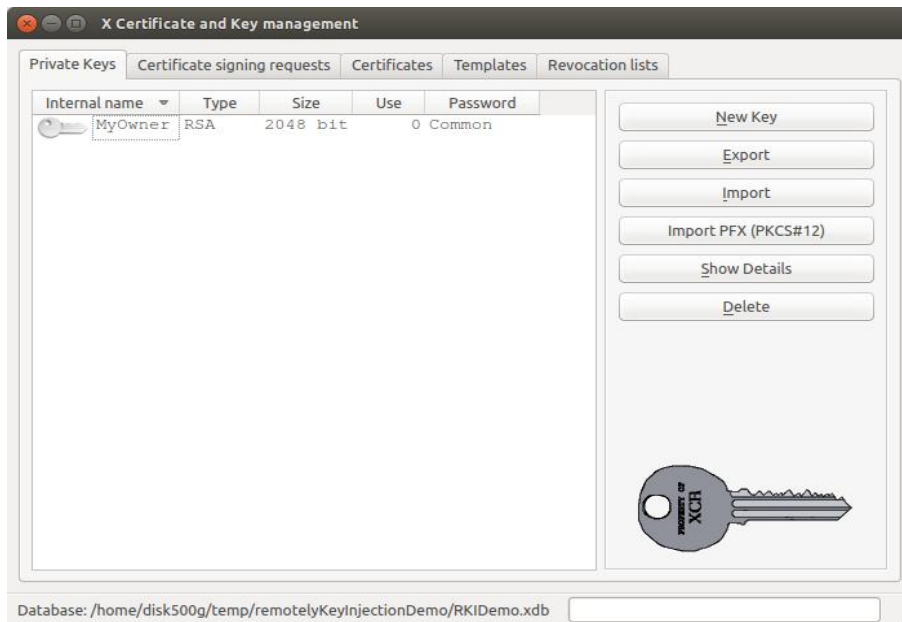 X Certificate and Key management
Private Keys Certificate signing requests Certificates Templates Revocation lists
Internal name Type Size Use Password
MyOwner RSA 2048 bit 0 Common
New Key
Export
Import
Import PFX (PKCS#12)
Show Details
Delete
PROPERTY OF
XCA
Database: /home/disk500g/temp/remotelyKeyInjectionDemo/RKIDemo.xdb